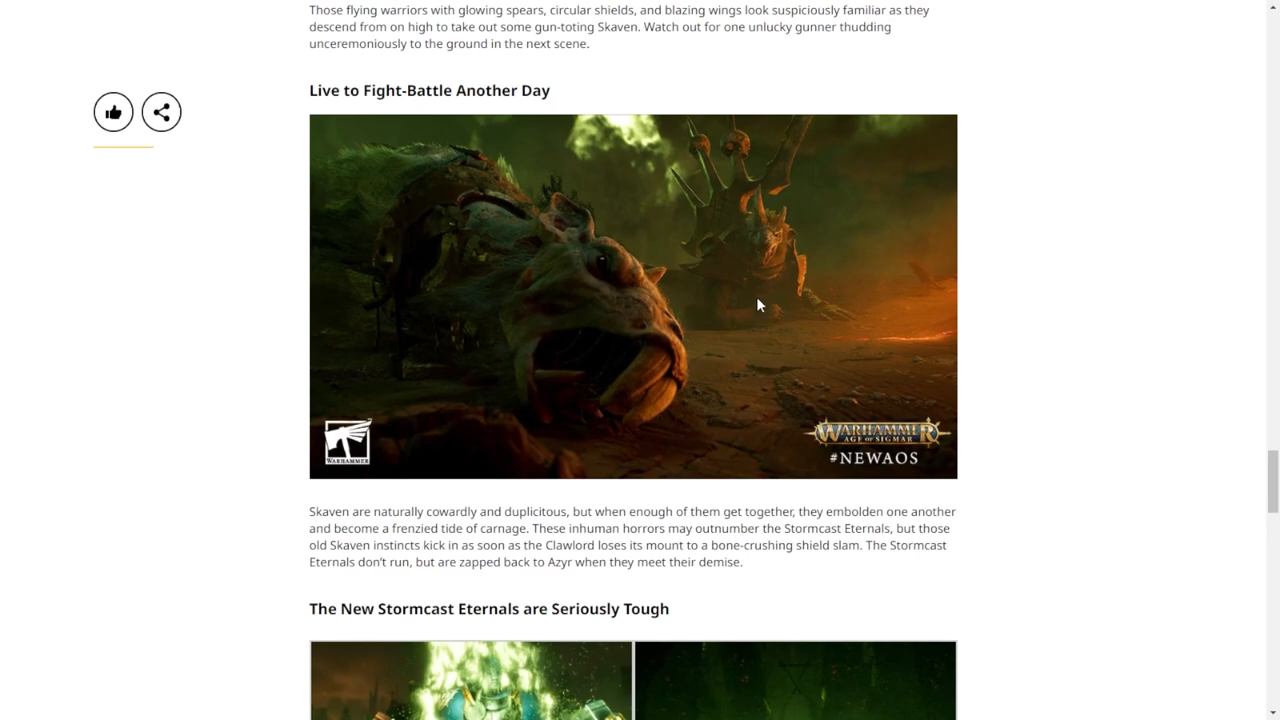 Those flying warriors with glowing spears, circular shields, and blazing wings look suspiciously familiar as they
descend from on high to take out some gun-toting Skaven. Watch out for one unlucky gunner thudding
unceremoniously to the ground in the next scene.
Live to Fight-Battle Another Day
WARHAMMER
WARHAMMER
AGE OF SIGMAR
#NEWAOS
Skaven are naturally cowardly and duplicitous, but when enough of them get together, they embolden one another
and become a frenzied tide of carnage. These inhuman horrors may outnumber the Stormcast Eternals, but those
old Skaven instincts kick in as soon as the Clawlord loses its mount to a bone-crushing shield slam. The Stormcast
Eternals don’t run, but are zapped back to Azyr when they meet their demise.
The New Stormcast Eternals are Seriously Tough